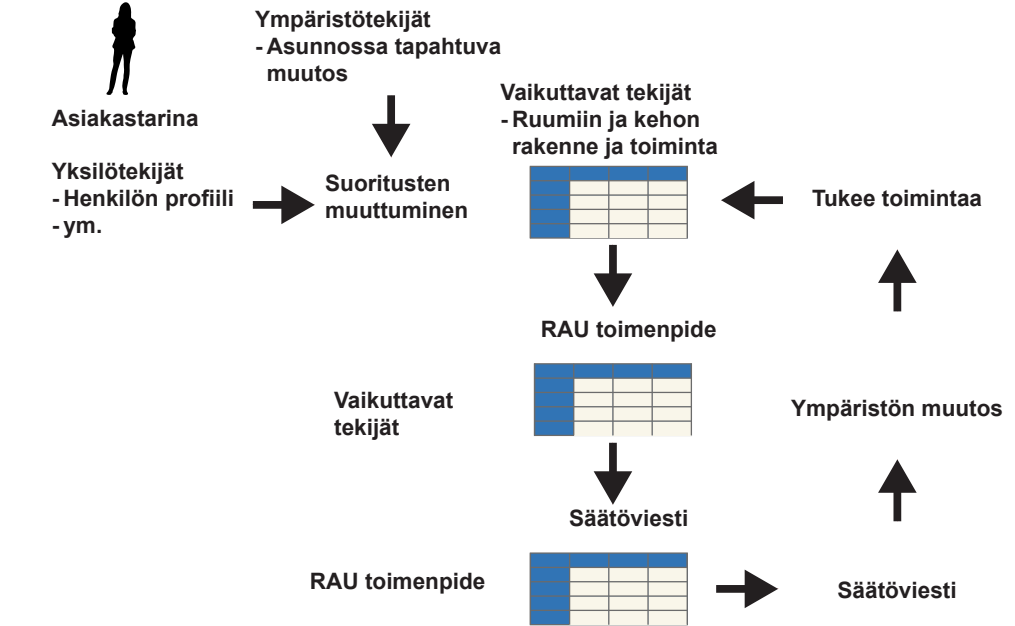 Ympäristötekijät
- Asunnossa tapahtuva
muutos
Asiakastarina
Yksilötekijät
- Henkilön profiili
- ym.
Suoritusten
muuttuminen
Vaikuttavat tekijät
- Ruumiin ja kehon
rakenne ja toiminta
Tukee toimintaa
RAU toimenpide
Vaikuttavat
tekijät
Ympäristön muutos
Säätöviesti
RAU toimenpide
Säätöviesti